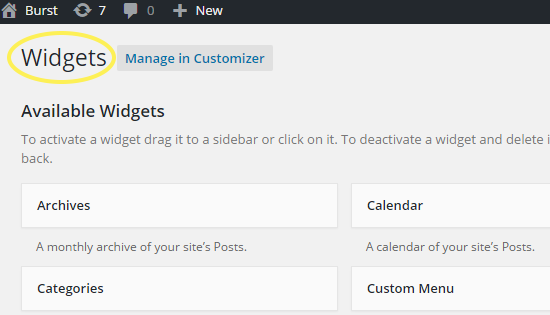 Burst 7 0 New
Widgets Manage in Customizer
Available Widgets
To activate a widget drag it to a sidebar or click on it. To deactivate a widget and delete
back.
Archives Calendar
A monthly archive of your site's Posts. A calendar of your site's Posts.
Categories Custom Menu